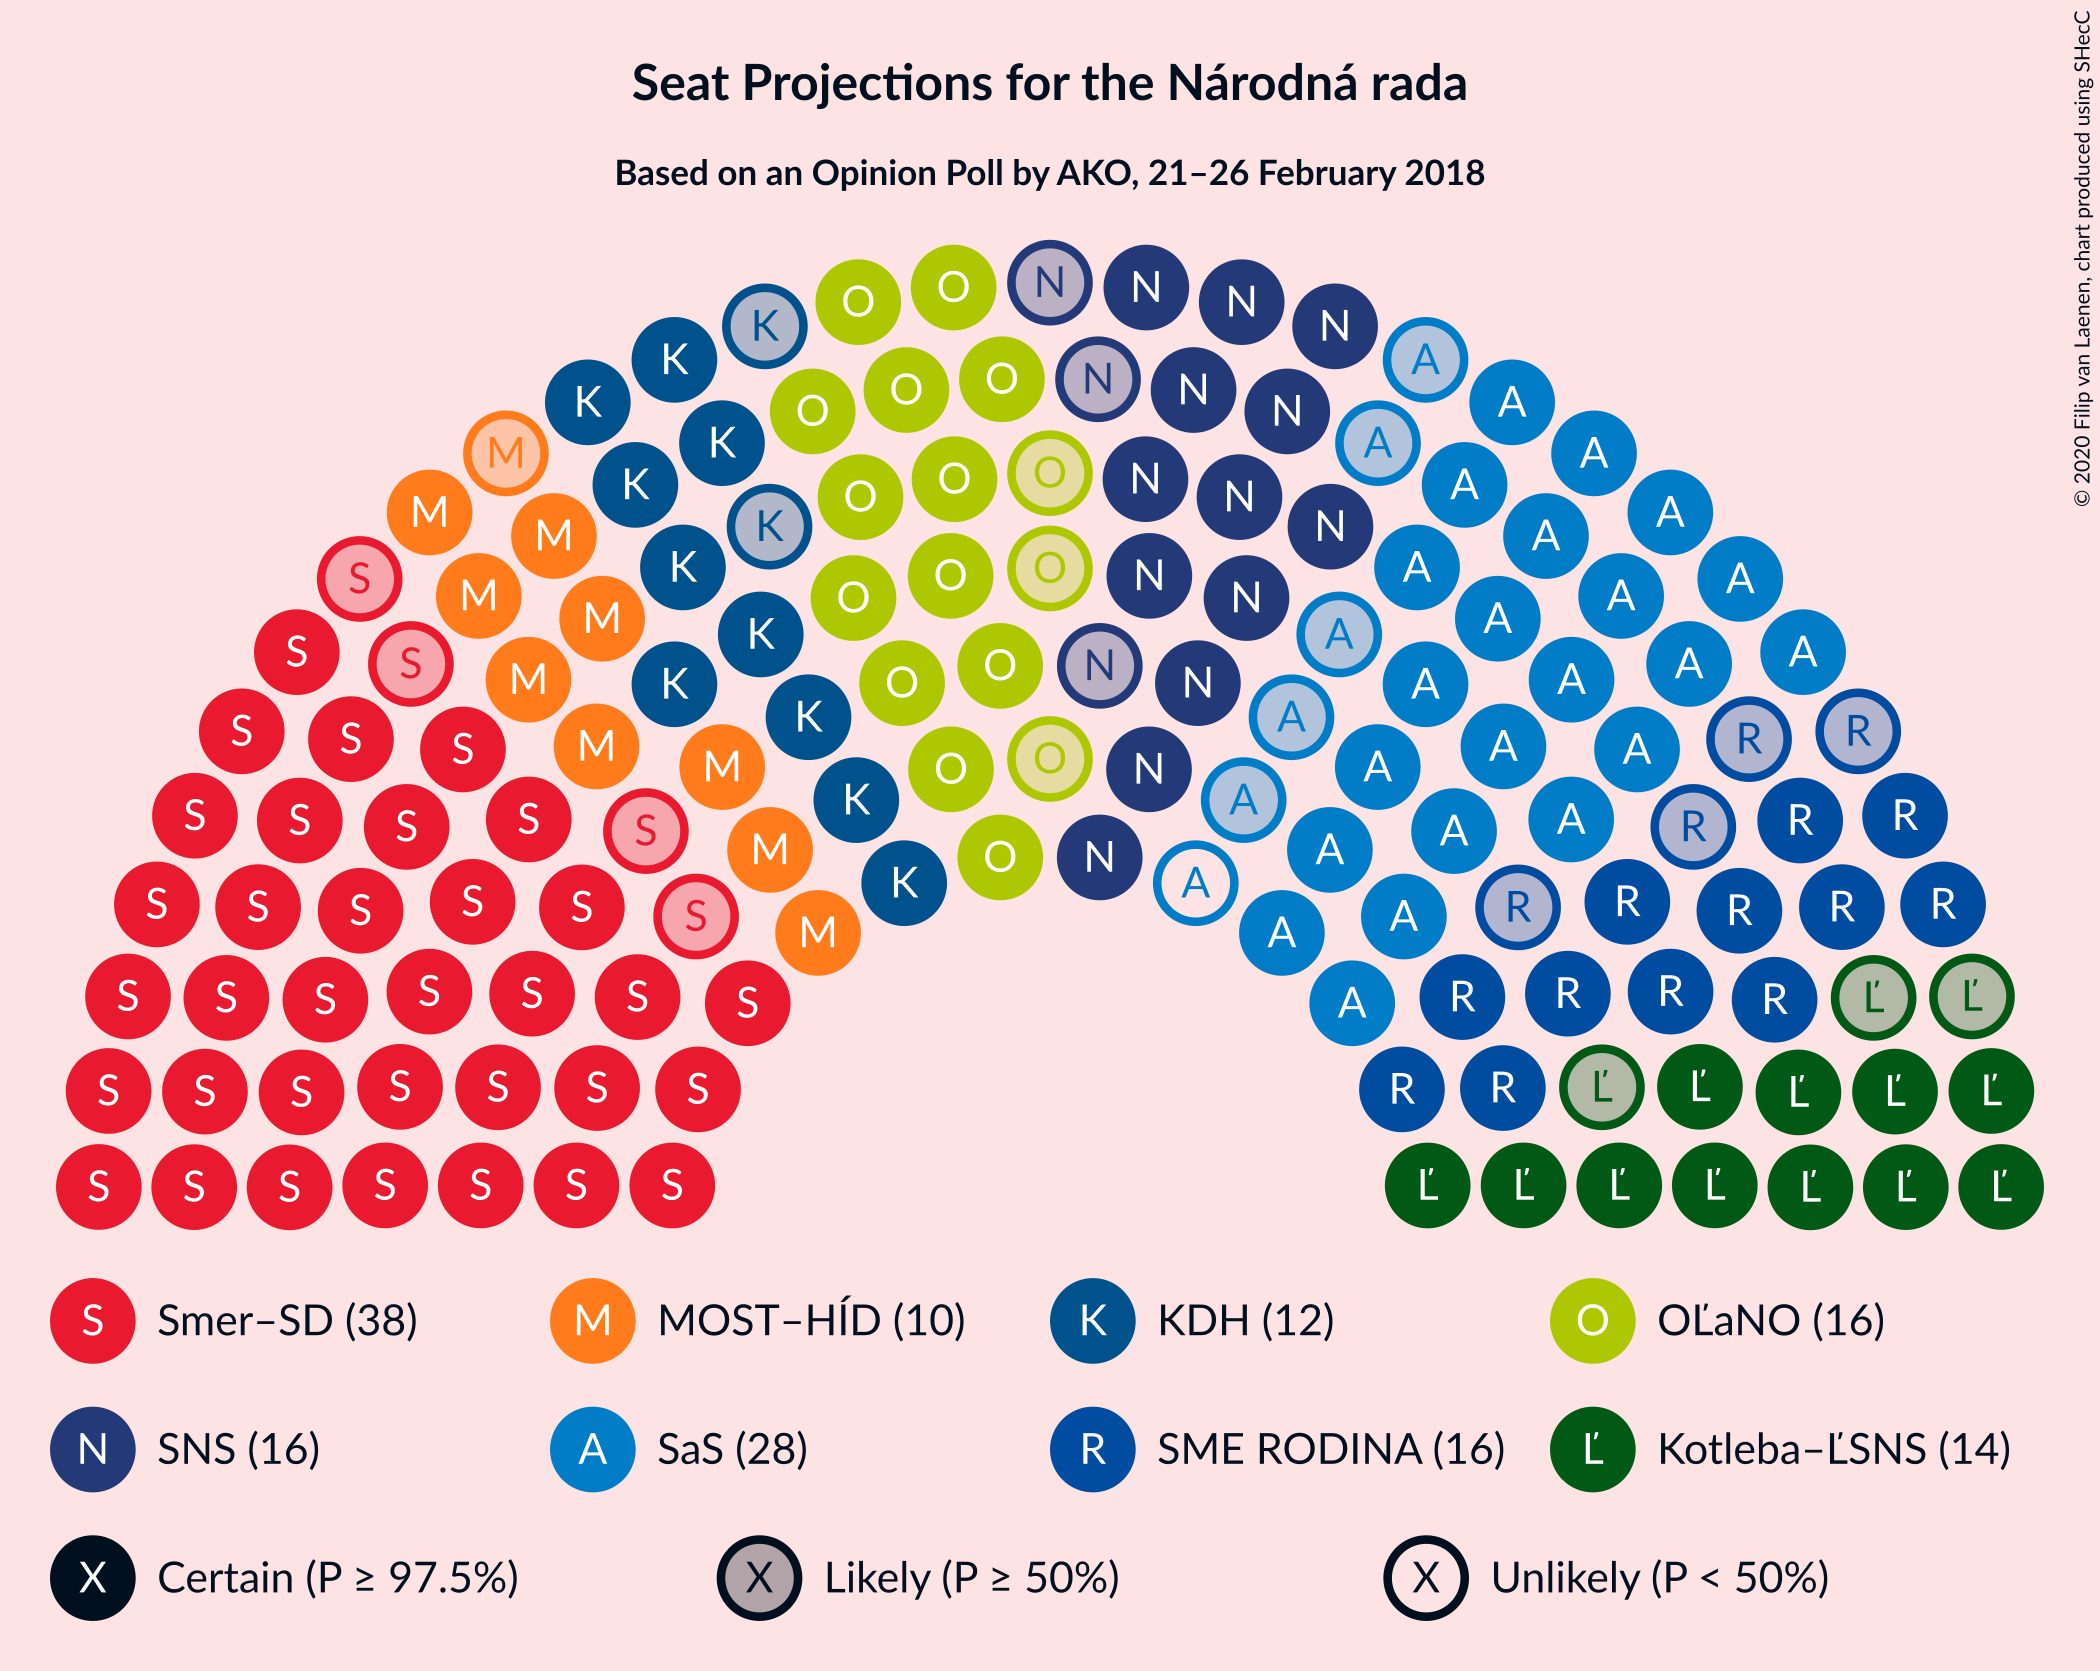 Seat Projections for the Národná rada
Based on an Opinion Poll by AKO, 21–26 February 2018
© 2020 Filip van Laenen, chart produced using SHecC
N
O N
O N
K N
K A
O N
O N
O A
K A
K N
K A
M A
O
O N
O N
K A
M A
K N
M A
M A
O
K A
O N
S A
M A
K A
M A
S A
O N
S A
M A
K A
O N
K A
S R
S R
M A
S A
O
M A
O N
K A
S R
S R
S R
S A
S R
M A
O N
K A
S R
S R
S R
S R
S A
M A
S R
S R
S Ľ
S Ľ
S R
S A
S R
S Ľ
S Ľ
S Ľ
S Ľ
S Ľ
S R
S R
S Ľ S Ľ S Ľ S Ľ S Ľ S Ľ S Ľ
S Smer–SD (38) M MOST–HÍD (10) K KDH (12) O OĽaNO (16)
N SNS (16) A SaS (28) R SME RODINA (16) Ľ Kotleba–ĽSNS (14)
X Certain (P ≥ 97.5%) X Likely (P ≥ 50%) X Unlikely (P < 50%)